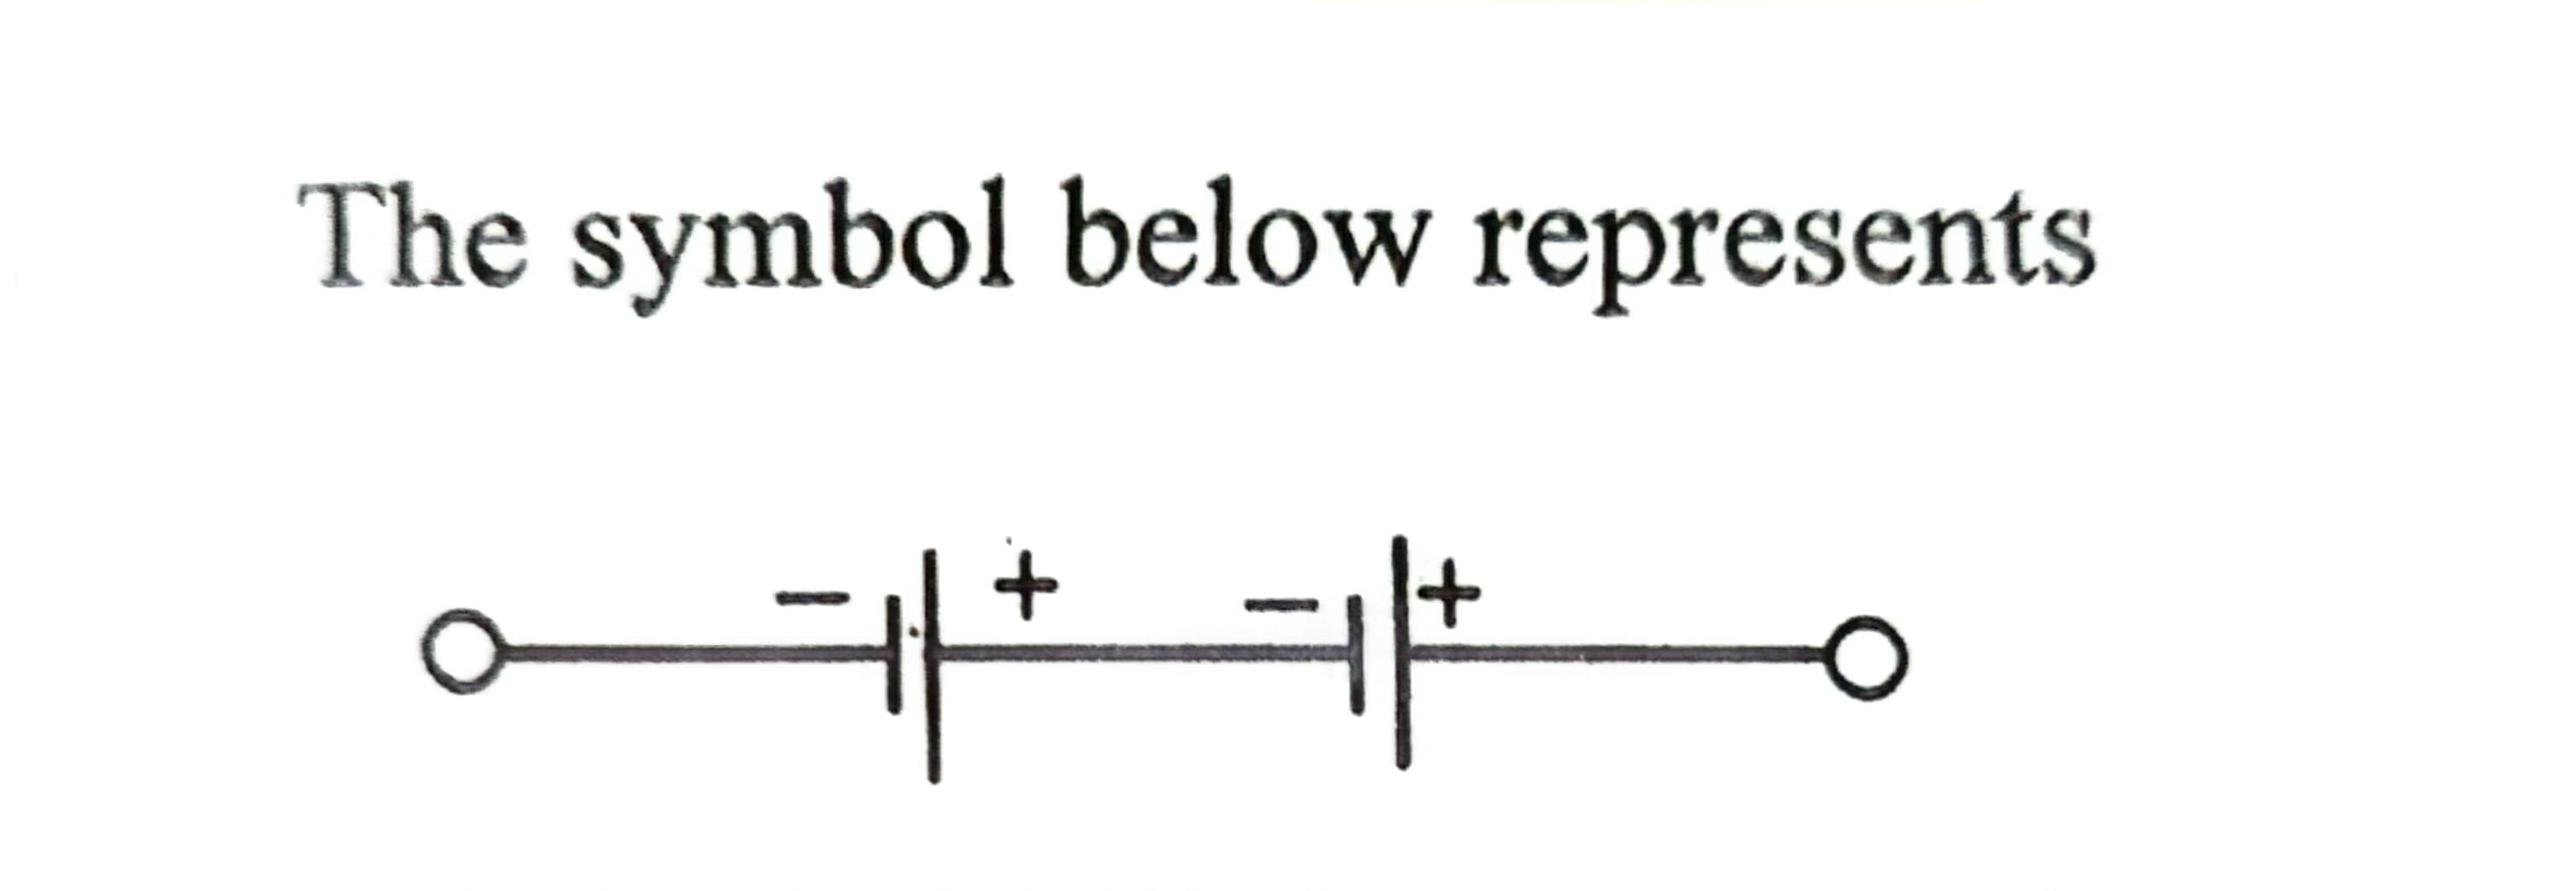 The symbol below represents
− + − +